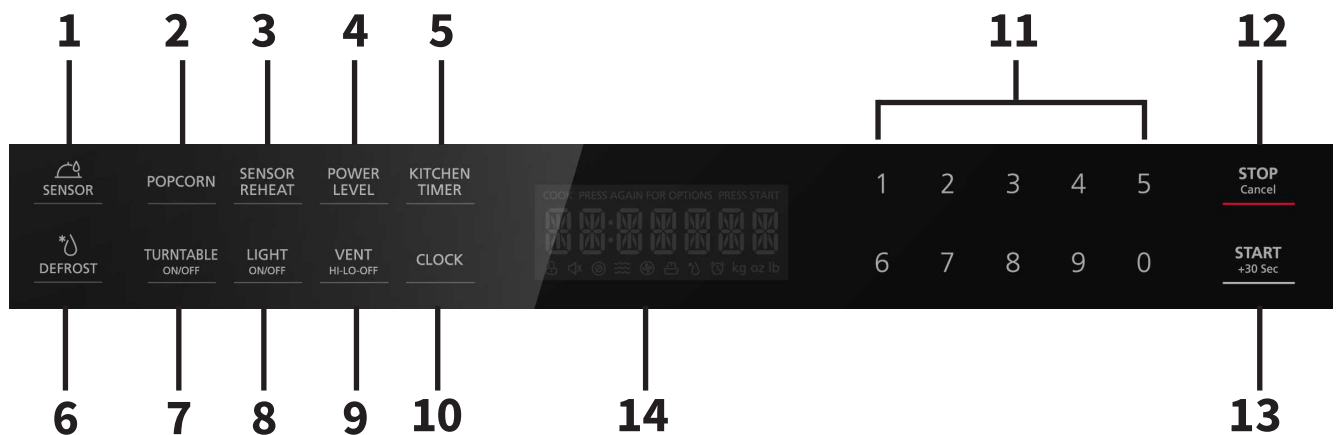 1 2 3 4 5 11 12
SENSOR
POPCORN
SENSOR
REHEAT
POWER
LEVEL
KITCHEN
TIMER
COOK PRESS AGAIN FOR OPTIONS PRESS START
kg oz lb
1 2 3 4 5
STOP
Cancel
DEFROST
TURNTABLE
ON/OFF
LIGHT
ON/OFF
VENT
HI-LO-OFF
CLOCK
6 7 8 9 0
START
+30 Sec
6 7 8 9 10 14 13